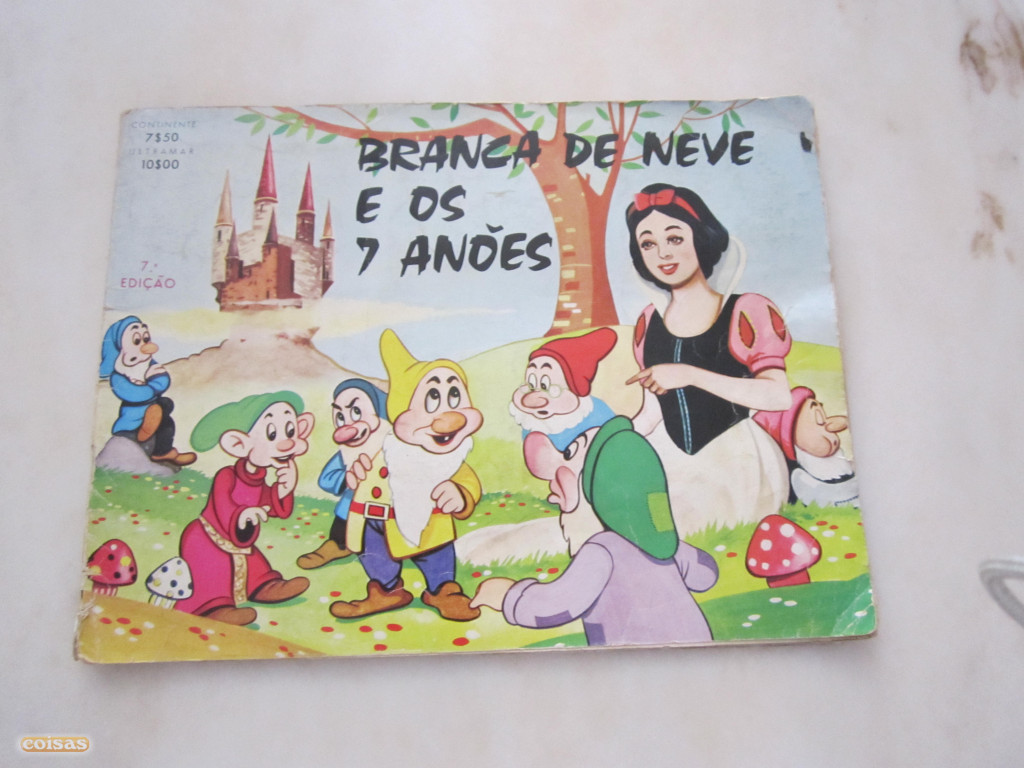 CONTINENTE
7$50
ULTRAMAR
10$00
BRANCA DE NEVE
E OS
7 ANÕES
7.ª
EDIÇÃO
coisas